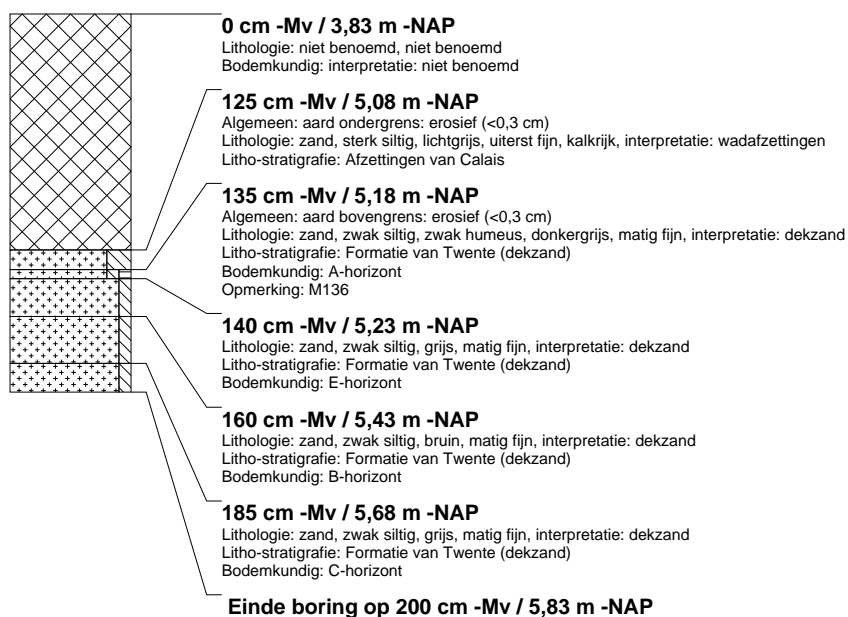 0 cm -Mv / 3,83 m -NAP
Lithologie: niet benoemd, niet benoemd
Bodemkundig: interpretatie: niet benoemd
125 cm -Mv / 5,08 m -NAP
Algemeen: aard ondergrens: erosief (<0,3 cm)
Lithologie: zand, sterk siltig, lichtgrijs, uiterst fijn, kalkrijk, interpretatie: wadafzettingen
Litho-stratigrafie: Afzettingen van Calais
135 cm -Mv / 5,18 m -NAP
Algemeen: aard bovengrens: erosief (<0,3 cm)
Lithologie: zand, zwak siltig, zwak humeus, donkergrijs, matig fijn, interpretatie: dekzand
Litho-stratigrafie: Formatie van Twente (dekzand)
Bodemkundig: A-horizont
Opmerking: M136
140 cm -Mv / 5,23 m -NAP
Lithologie: zand, zwak siltig, grijs, matig fijn, interpretatie: dekzand
Litho-stratigrafie: Formatie van Twente (dekzand)
Bodemkundig: E-horizont
160 cm -Mv / 5,43 m -NAP
Lithologie: zand, zwak siltig, bruin, matig fijn, interpretatie: dekzand
Litho-stratigrafie: Formatie van Twente (dekzand)
Bodemkundig: B-horizont
185 cm -Mv / 5,68 m -NAP
Lithologie: zand, zwak siltig, grijs, matig fijn, interpretatie: dekzand
Litho-stratigrafie: Formatie van Twente (dekzand)
Bodemkundig: C-horizont
Einde boring op 200 cm -Mv / 5,83 m -NAP